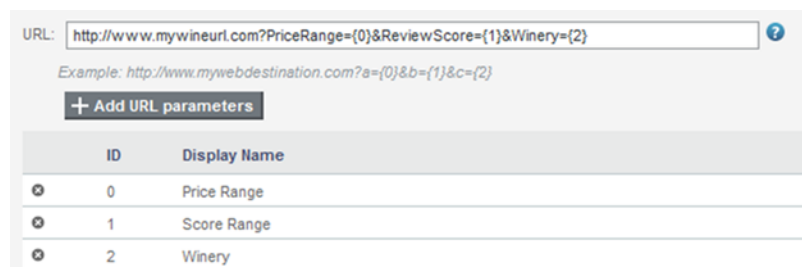 URL: http://www.mywineurl.com?PriceRange={0}&ReviewScore={1}&Winery={2}
Example: http://www.mywebdestination.com?a={0}&b={1}&c={2}
+ Add URL parameters
ID Display Name
0 Price Range
1 Score Range
2 Winery